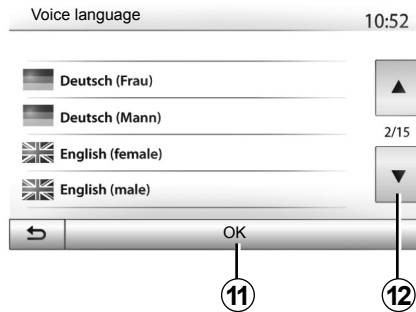 Voice language
10:52
Deutsch (Frau)
Deutsch (Mann)
2/15
English (female)
English (male)
OK
11
12